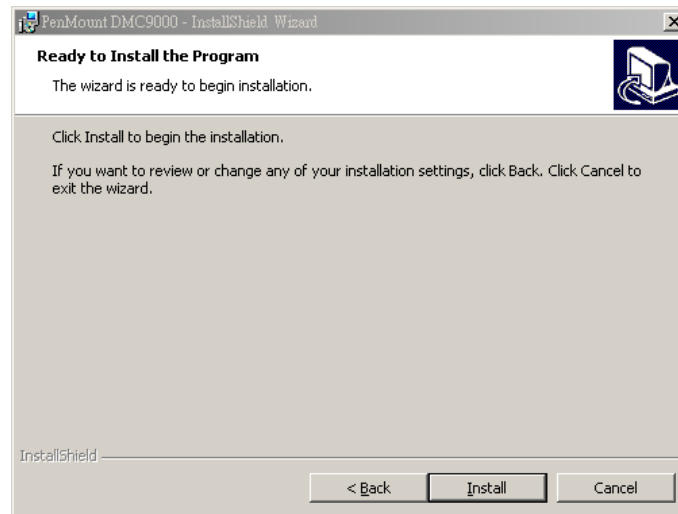 PenMount DMC9000 - InstallShield Wizard
Ready to Install the Program
The wizard is ready to begin installation.
Click Install to begin the installation.
If you want to review or change any of your installation settings, click Back. Click Cancel to
exit the wizard.
InstallShield
< Back Install Cancel